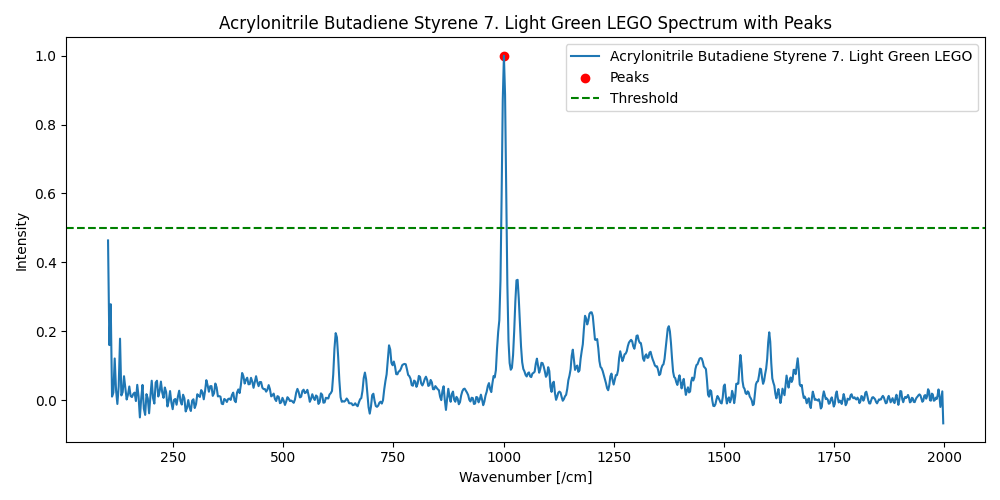 Acrylonitrile Butadiene Styrene 7. Light Green LEGO Spectrum with Peaks
Acrylonitrile Butadiene Styrene 7. Light Green LEGO
Peaks
Threshold
Intensity
1.0
0.8
0.6
0.4
0.2
0.0
250
500
750
1000
1250
1500
1750
2000
Wavenumber [/cm]